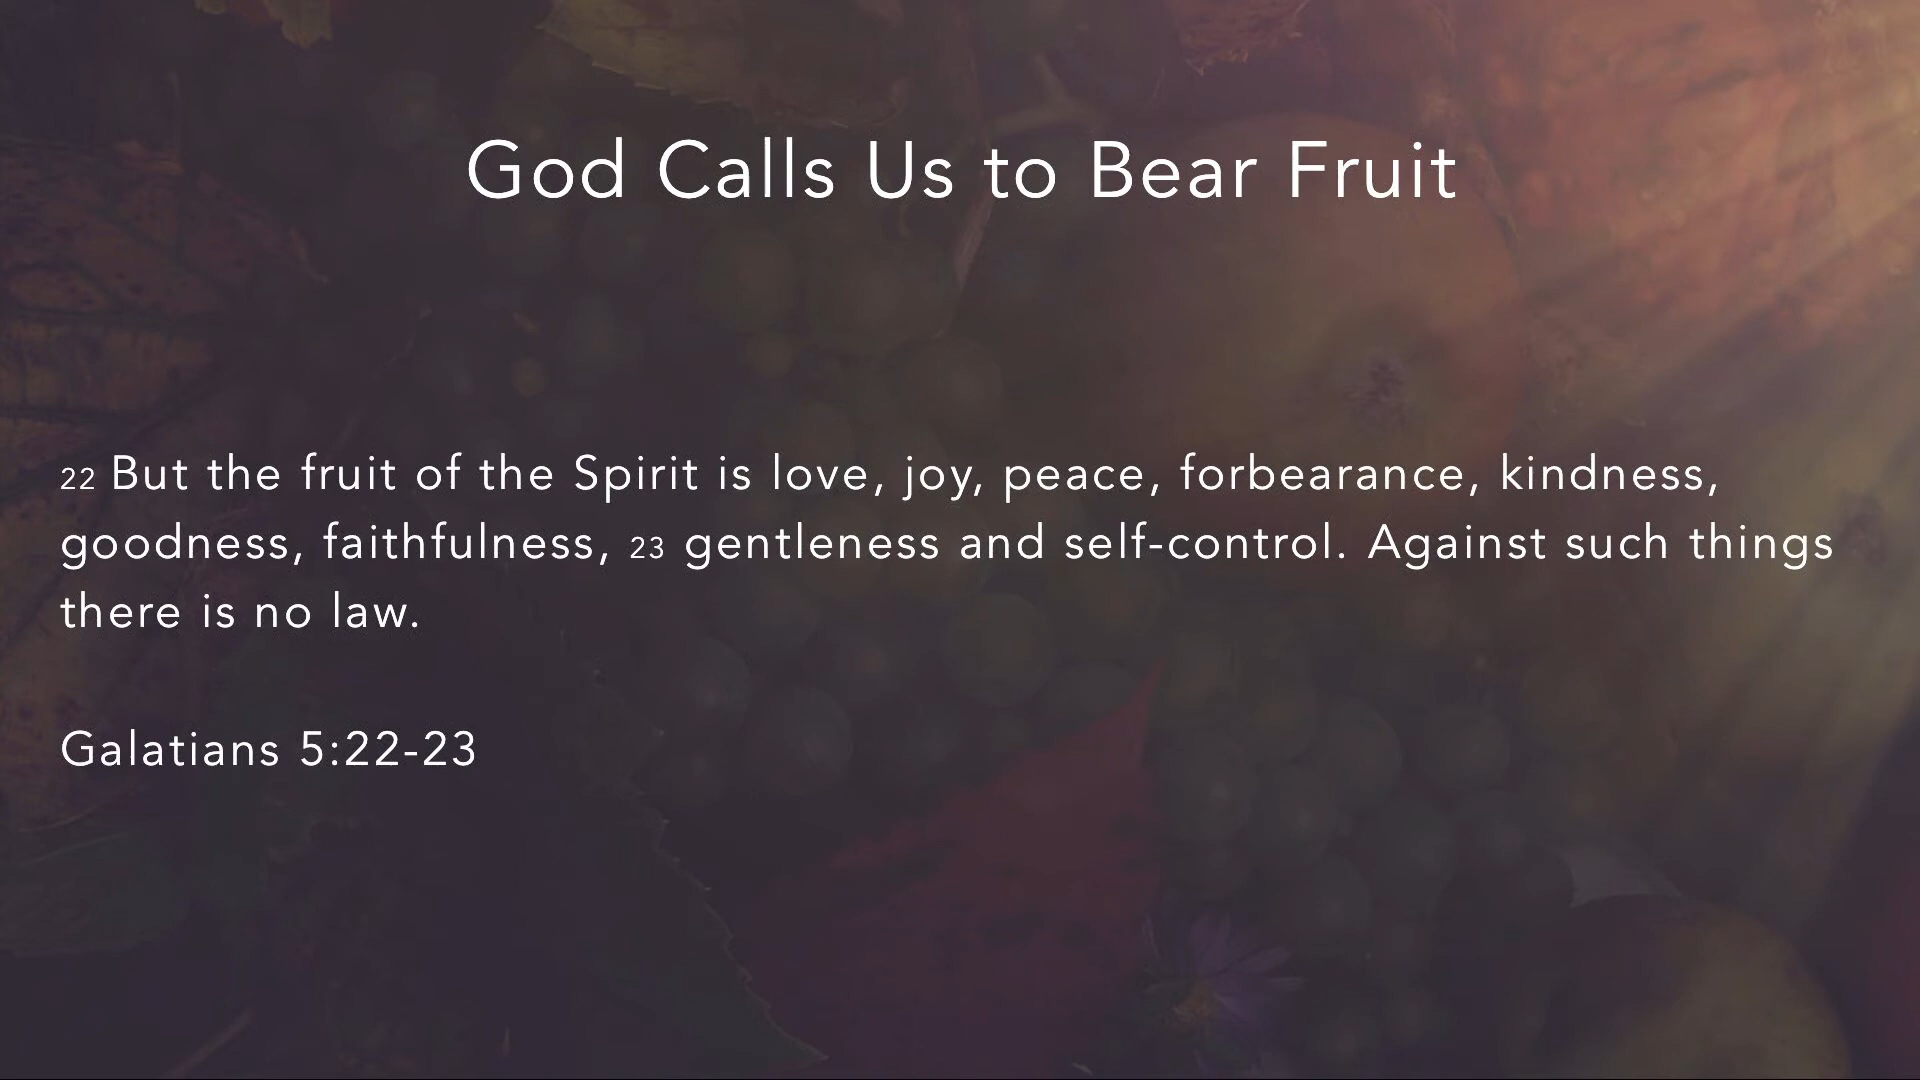 God Calls Us to Bear Fruit
22 But the fruit of the Spirit is love, joy, peace, forbearance, kindness,
goodness, faithfulness, 23 gentleness and self-control. Against such things
there is no law.
Galatians 5:22-23